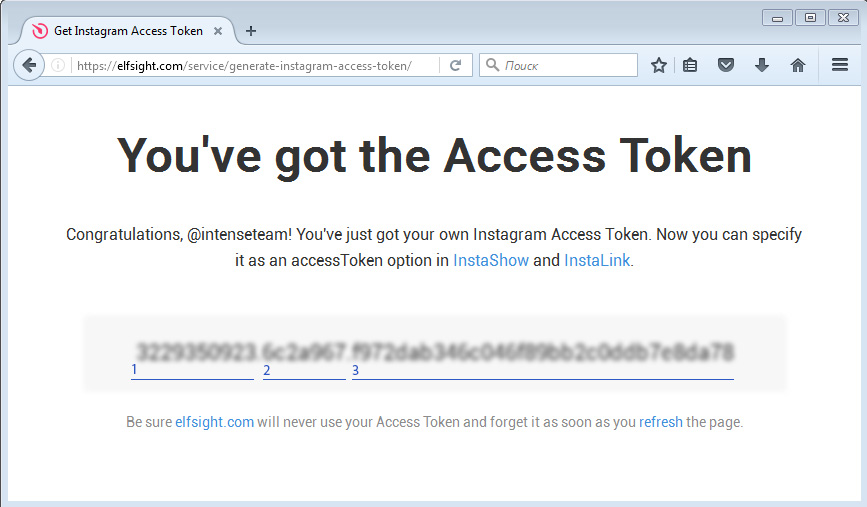 Get Instagram Access Token
https://elfsight.com/service/generate-instagram-access-token/
Поиск
You've got the Access Token
Congratulations, @intenseteam! You've just got your own Instagram Access Token. Now you can specify
it as an accessToken option in InstaShow and InstaLink.
1 2 3
Be sure elfsight.com will never use your Access Token and forget it as soon as you refresh the page.